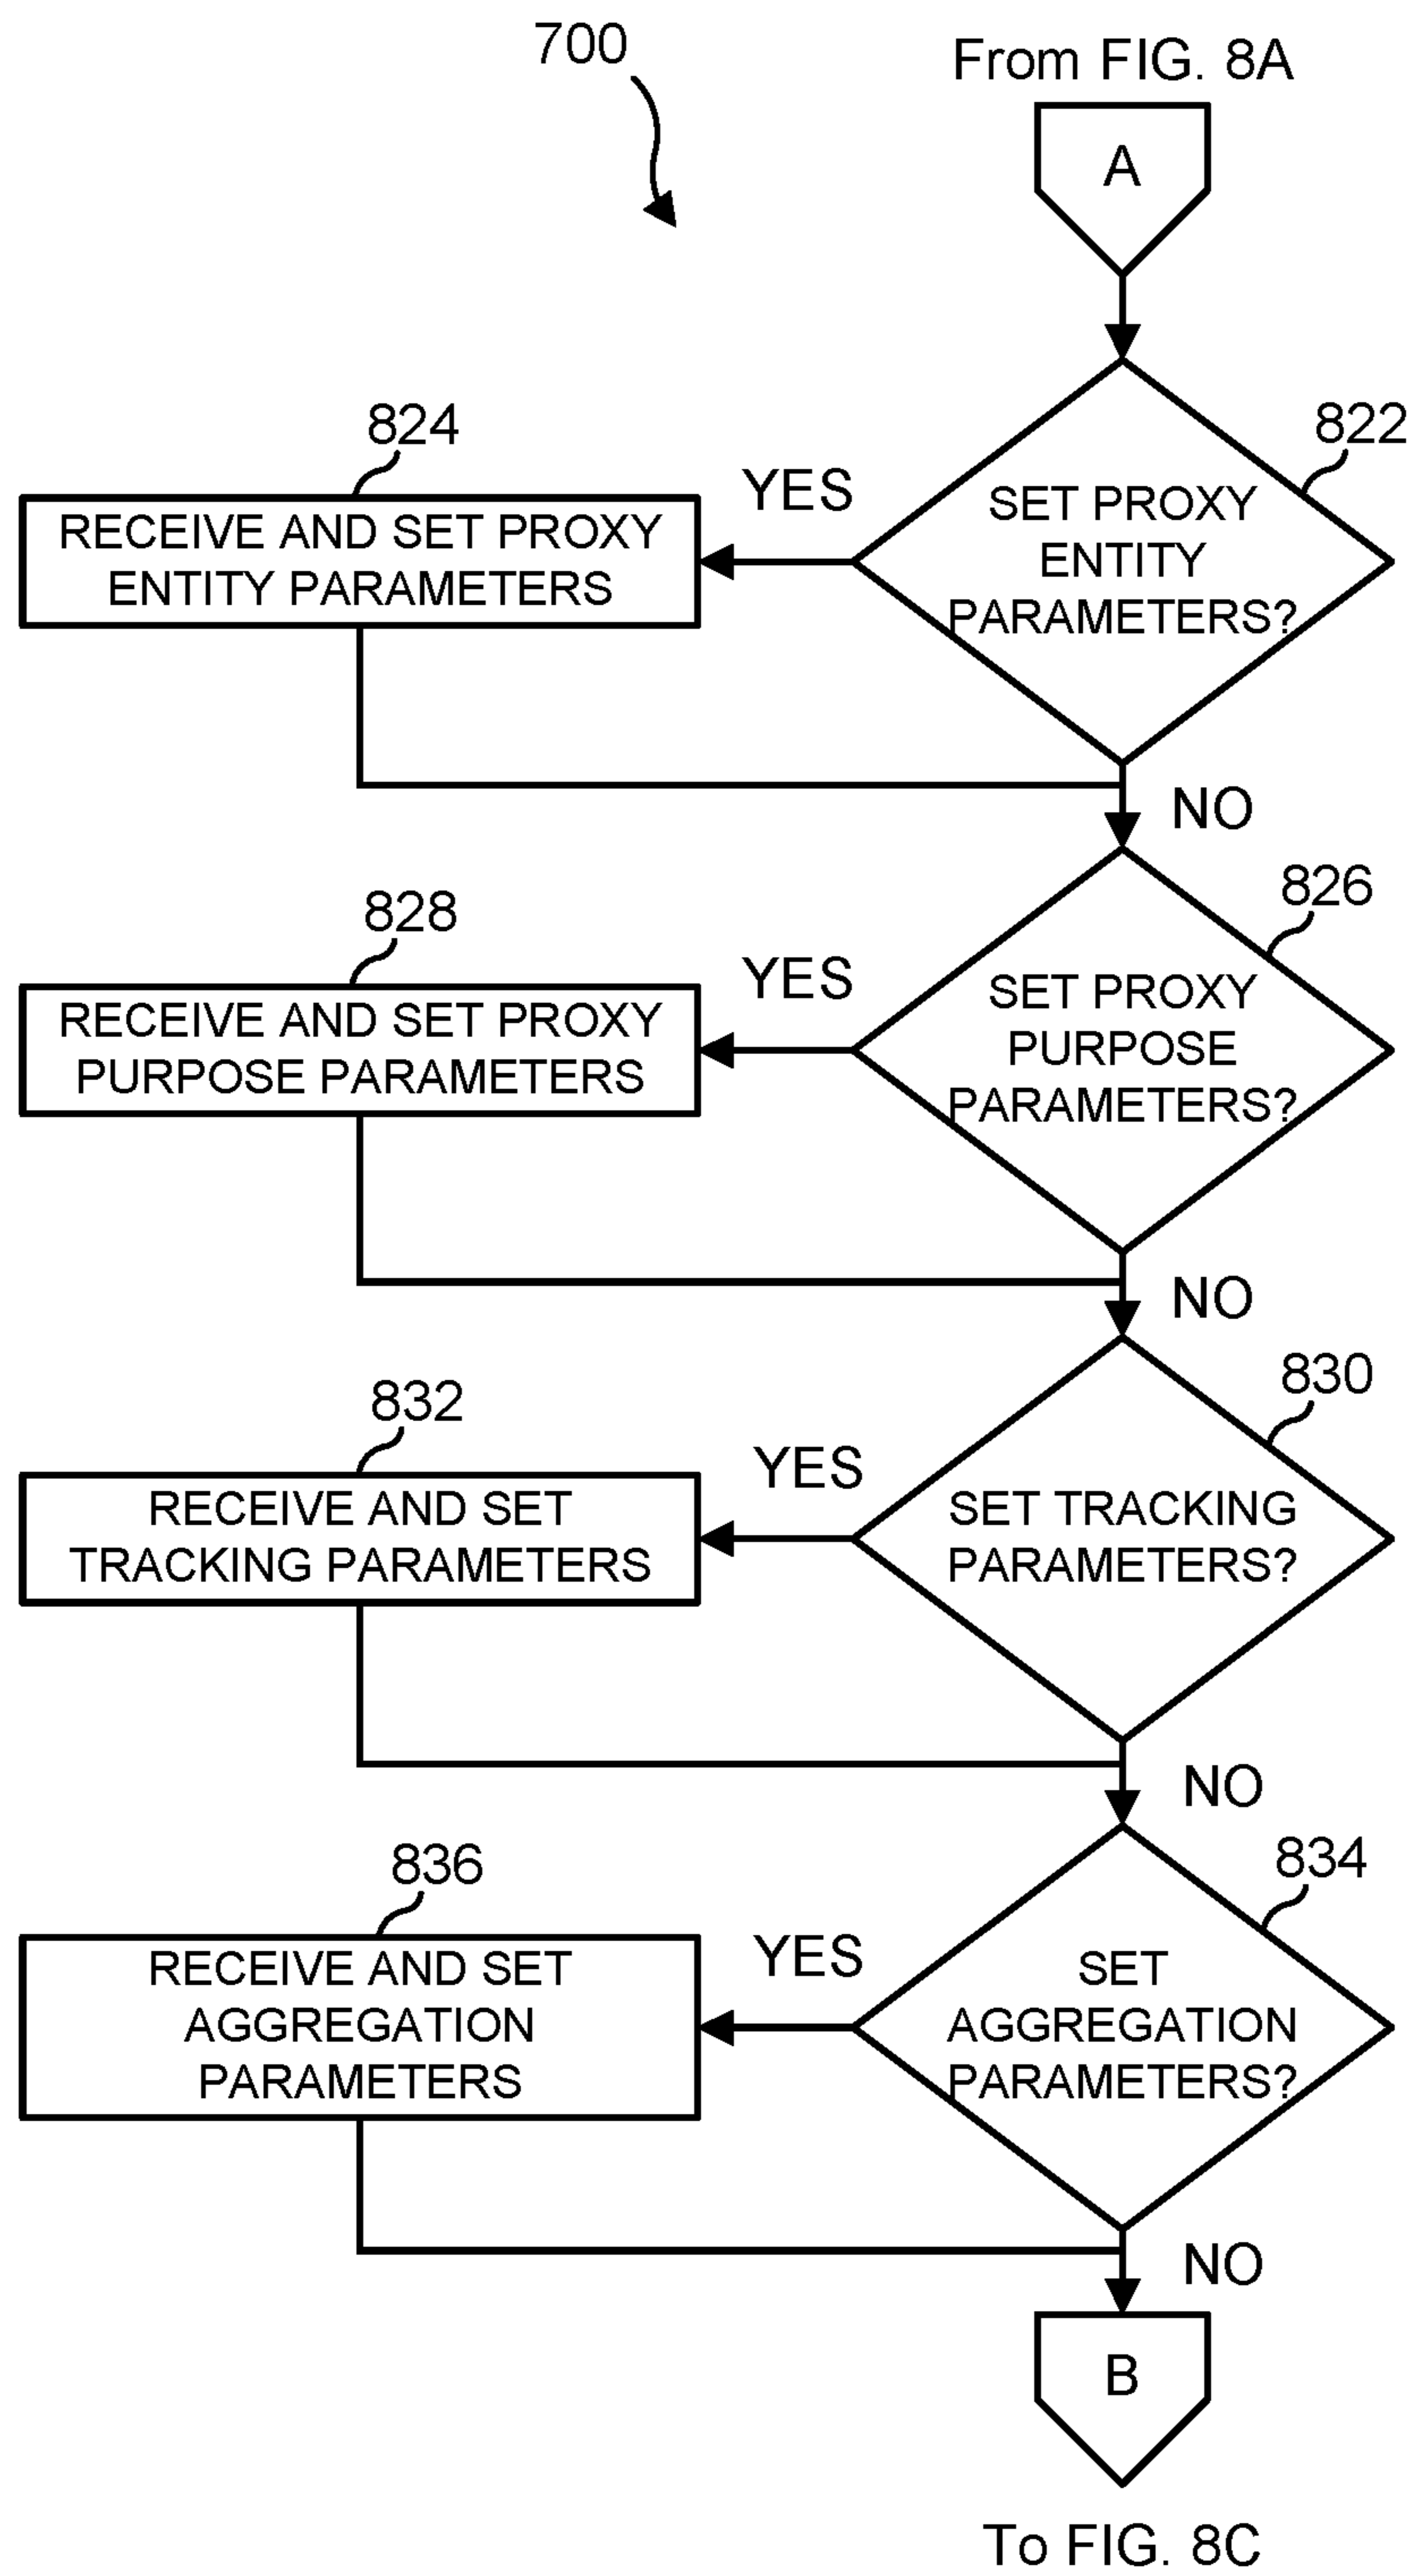 700
From FIG. 8A
A
822
SET PROXY
ENTITY
PARAMETERS?
YES
824
RECEIVE AND SET PROXY
ENTITY PARAMETERS
NO
826
SET PROXY
PURPOSE
PARAMETERS?
YES
828
RECEIVE AND SET PROXY
PURPOSE PARAMETERS
NO
830
SET TRACKING
PARAMETERS?
YES
832
RECEIVE AND SET
TRACKING PARAMETERS
NO
834
SET
AGGREGATION
PARAMETERS?
YES
836
RECEIVE AND SET
AGGREGATION
PARAMETERS
NO
B
To FIG. 8C